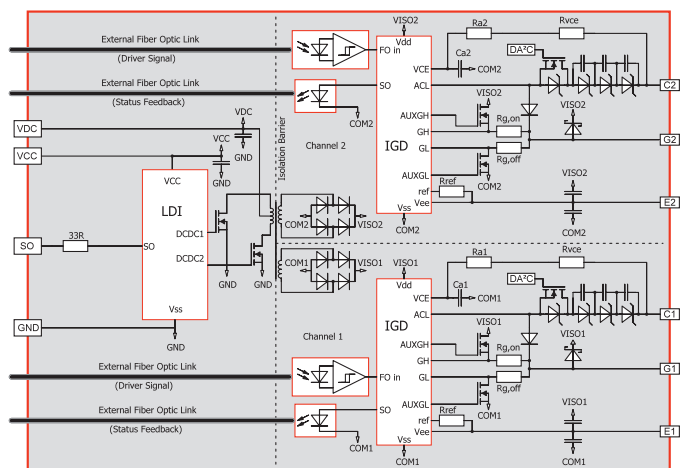 External Fiber Optic Link
(Driver Signal)
External Fiber Optic Link
(Status Feedback)
VDC
VCC
SO
33R
GND
VDC
GND
VCC
GND
VCC
LDI
SO
DCDC1
DCDC2
Vss
GND
GND
GND
Isolation Barrier
Channel 2
COM2
VISO2
COM1
VISO1
Channel 1
External Fiber Optic Link
(Driver Signal)
External Fiber Optic Link
(Status Feedback)
COM2
VISO2
Vdd
FO in
VCE
SO
ACL
AUXGH
GH
IGD
GL
AUXGL
ref
Vee
Vss
COM2
Ca2
COM2
Ra2
Rvce
DA²C
VISO2
Rg,on
Rg,off
COM2
Rref
VISO2
VISO2
COM2
C2
G2
E2
VISO1
Vdd
VCE
ACL
IGD
AUXGH
GH
FO in
GL
SO
AUXGL
ref
Vee
Vss
COM1
COM1
Ca1
COM1
Ra1
Rvce
DA²C
VISO1
Rg,on
Rg,off
COM1
Rref
VISO1
VISO1
COM1
C1
G1
E1